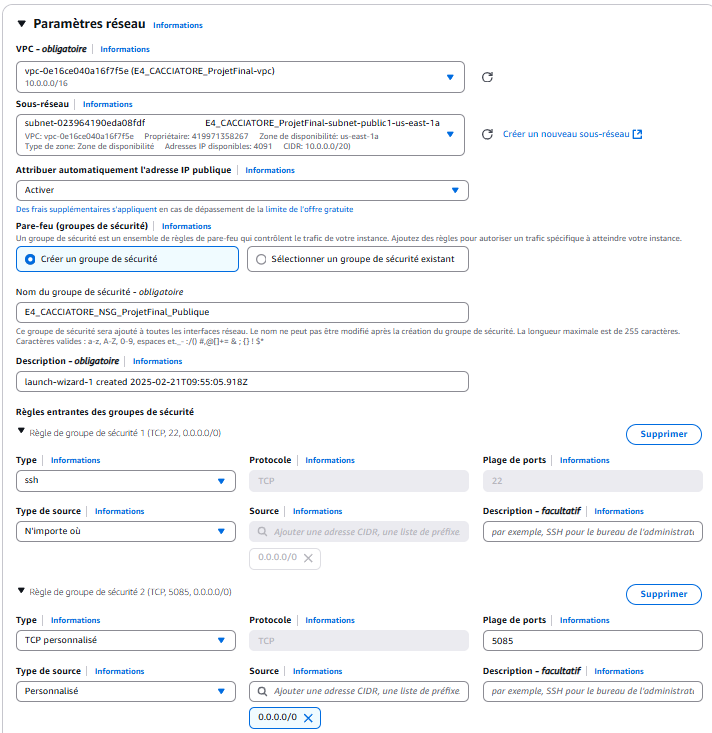 Paramètres réseau Informations
VPC – obligatoire Informations
vpc-0e16ce040a16f7f5e (E4_CACCIATORE_ProjetFinal-vpc)
10.0.0.0/16
Sous-réseau Informations
subnet-023964190eda08fdf E4_CACCIATORE_ProjetFinal-subnet-public1-us-east-1a
VPC: vpc-0e16ce040a16f7f5e Propriétaire: 419971358267 Zone de disponibilité: us-east-1a
Type de zone: Zone de disponibilité Adresses IP disponibles: 4091 CIDR: 10.0.0.0/20)
Créer un nouveau sous-réseau
Attribuer automatiquement l'adresse IP publique Informations
Activer
Des frais supplémentaires s'appliquent en cas de dépassement de la limite de l'offre gratuite
Pare-feu (groupes de sécurité) Informations
Un groupe de sécurité est un ensemble de règles de pare-feu qui contrôlent le trafic de votre instance. Ajoutez des règles pour autoriser un trafic spécifique à atteindre votre instance.
Créer un groupe de sécurité Sélectionner un groupe de sécurité existant
Nom du groupe de sécurité - obligatoire
E4_CACCIATORE_NSG_ProjetFinal_Publique
Ce groupe de sécurité sera ajouté à toutes les interfaces réseau. Le nom ne peut pas être modifié après la création du groupe de sécurité. La longueur maximale est de 255 caractères.
Caractères valides : a-z, A-Z, 0-9, espaces et._- :/() #,@[]+= & ; {} ! $*
Description – obligatoire Informations
launch-wizard-1 created 2025-02-21T09:55:05.918Z
Règles entrantes des groupes de sécurité
Règle de groupe de sécurité 1 (TCP, 22, 0.0.0.0/0) Supprimer
Type Informations Protocole Informations Plage de ports Informations
ssh TCP 22
Type de source Informations Source Informations Description – facultatif Informations
N'importe où Ajouter une adresse CIDR, une liste de préfixe par exemple, SSH pour le bureau de l'administrat
0.0.0.0/0
Règle de groupe de sécurité 2 (TCP, 5085, 0.0.0.0/0) Supprimer
Type Informations Protocole Informations Plage de ports Informations
TCP personnalisé TCP 5085
Type de source Informations Source Informations Description – facultatif Informations
Personnalisé Ajouter une adresse CIDR, une liste de préfixe par exemple, SSH pour le bureau de l'administrat
0.0.0.0/0